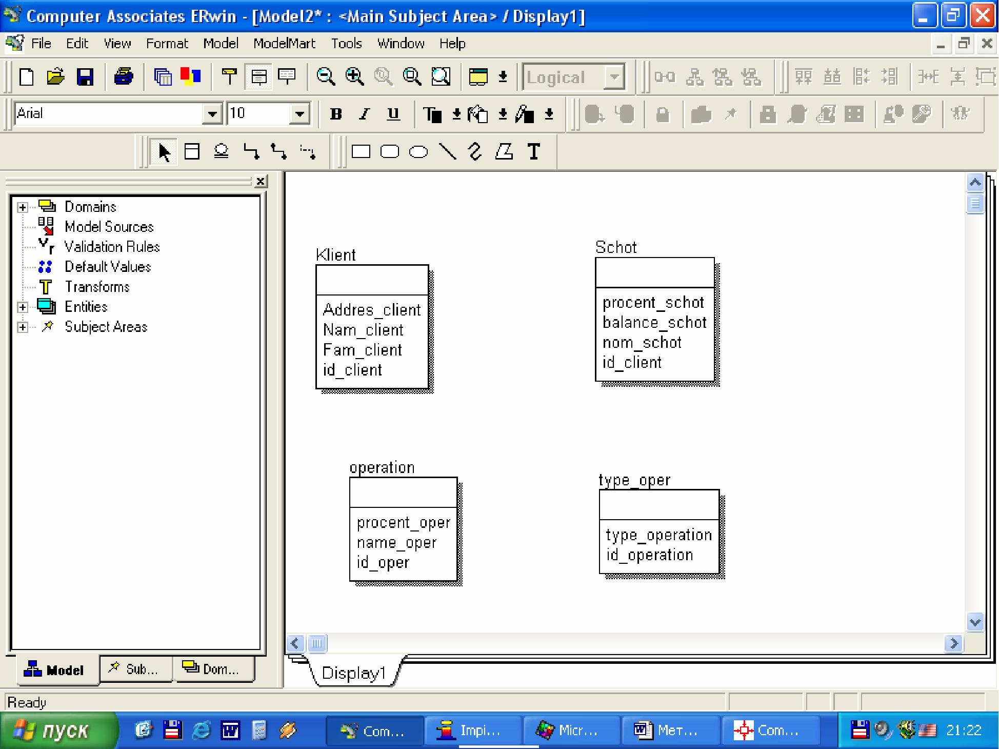 Computer Associates ERwin - [Model2* : <Main Subject Area> / Display1]
File Edit View Format Model ModelMart Tools Window Help
Logical
Arial 10 B I U T
T
Domains
Model Sources
Validation Rules
Default Values
Transforms
Entities
Subject Areas
Klient
Addres_client
Nam_client
Fam_client
id_client
Schot
procent_schot
balance_schot
nom_schot
id_client
operation
procent_oper
name_oper
id_oper
type_oper
type_operation
id_operation
Model Sub... Dom...
Display1
Ready
пуск Com... Impi... Micr... Мет... Com... 21:22